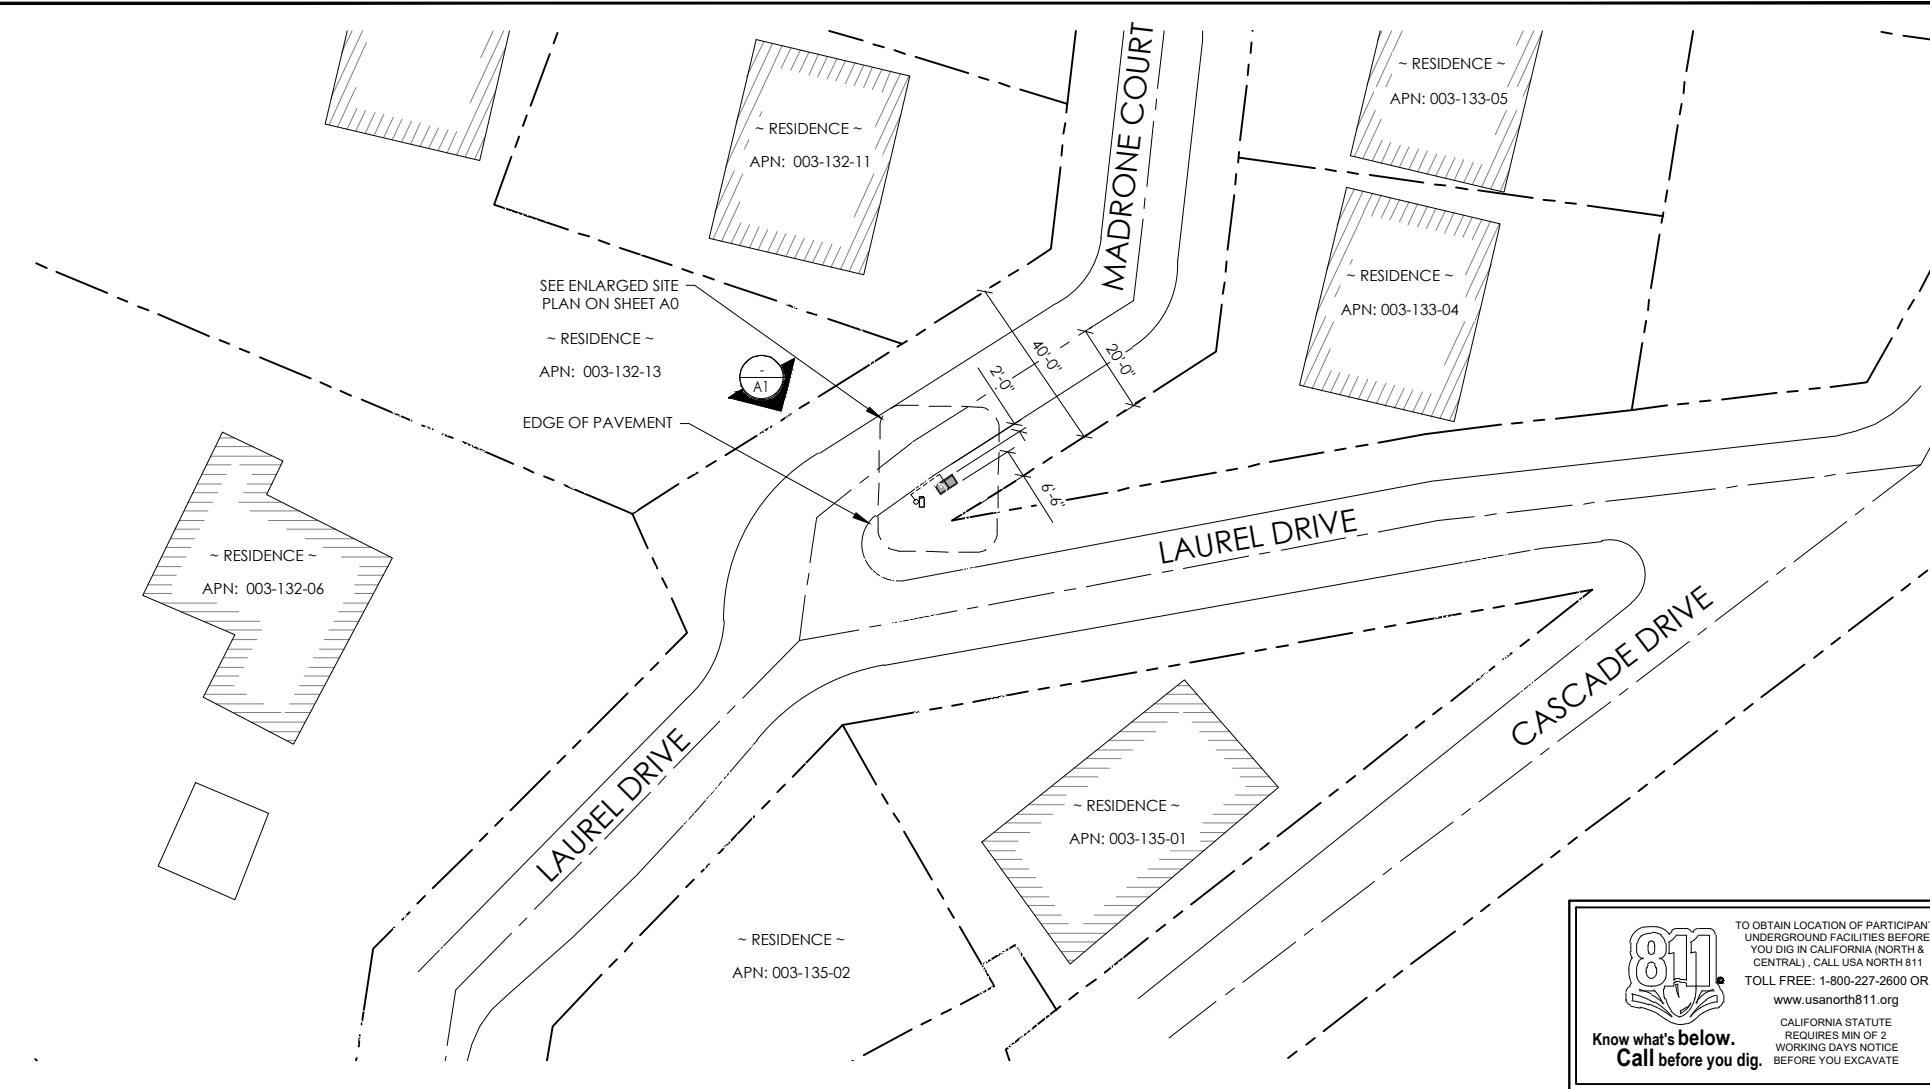 ~ RESIDENCE ~
APN: 003-132-11
MADRONE COURT
~ RESIDENCE ~
APN: 003-133-05
~ RESIDENCE ~
APN: 003-133-04
SEE ENLARGED SITE
PLAN ON SHEET A0
~ RESIDENCE ~
APN: 003-132-13
-
A1
EDGE OF PAVEMENT
40'-0"
20'-0"
2'-0"
6'-6"
LAUREL DRIVE
~ RESIDENCE ~
APN: 003-132-06
CASCADE DRIVE
LAUREL DRIVE
~ RESIDENCE ~
APN: 003-135-01
~ RESIDENCE ~
APN: 003-135-02
811
Know what's below.
Call before you dig.
TO OBTAIN LOCATION OF PARTICIPANT
UNDERGROUND FACILITIES BEFORE
YOU DIG IN CALIFORNIA (NORTH &
CENTRAL) , CALL USA NORTH 811
TOLL FREE: 1-800-227-2600 OR
www.usanorth811.org
CALIFORNIA STATUTE
REQUIRES MIN OF 2
WORKING DAYS NOTICE
BEFORE YOU EXCAVATE